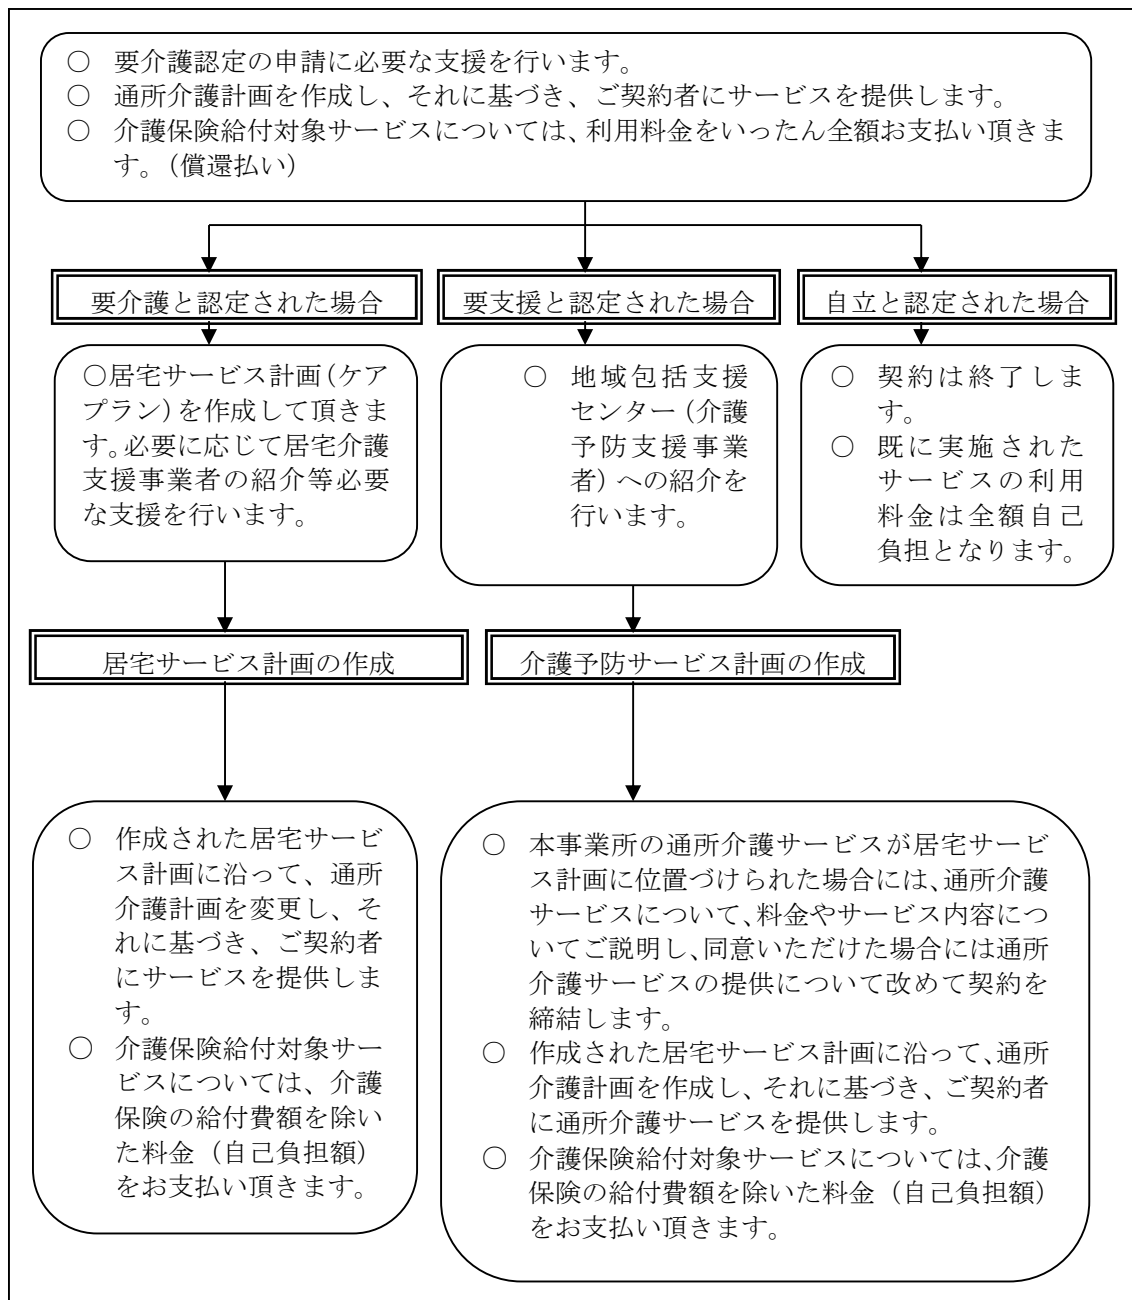 ○ 要介護認定の申請に必要な支援を行います。
○ 通所介護計画を作成し、それに基づき、ご契約者にサービスを提供します。
○ 介護保険給付対象サービスについては、利用料金をいったん全額お支払い頂きま
す。（償還払い）
要介護と認定された場合
要支援と認定された場合
自立と認定された場合
○居宅サービス計画（ケア
プラン）を作成して頂きま
す。必要に応じて居宅介護
支援事業者の紹介等必要
な支援を行います。
○ 地域包括支援
センター（介護
予防支援事業
者）への紹介を
行います。
○ 契約は終了しま
す。
○ 既に実施された
サービスの利用
料金は全額自己
負担となります。
居宅サービス計画の作成
介護予防サービス計画の作成
○ 作成された居宅サービ
ス計画に沿って、通所
介護計画を変更し、そ
れに基づき、ご契約者
にサービスを提供しま
す。
○ 介護保険給付対象サー
ビスについては、介護
保険の給付費額を除い
た料金（自己負担額）
をお支払い頂きます。
○ 本事業所の通所介護サービスが居宅サービ
ス計画に位置づけられた場合には、通所介護
サービスについて、料金やサービス内容につ
いてご説明し、同意いただけた場合には通所
介護サービスの提供について改めて契約を
締結します。
○ 作成された居宅サービス計画に沿って、通所
介護計画を作成し、それに基づき、ご契約者
に通所介護サービスを提供します。
○ 介護保険給付対象サービスについては、介護
保険の給付費額を除いた料金（自己負担額）
をお支払い頂きます。